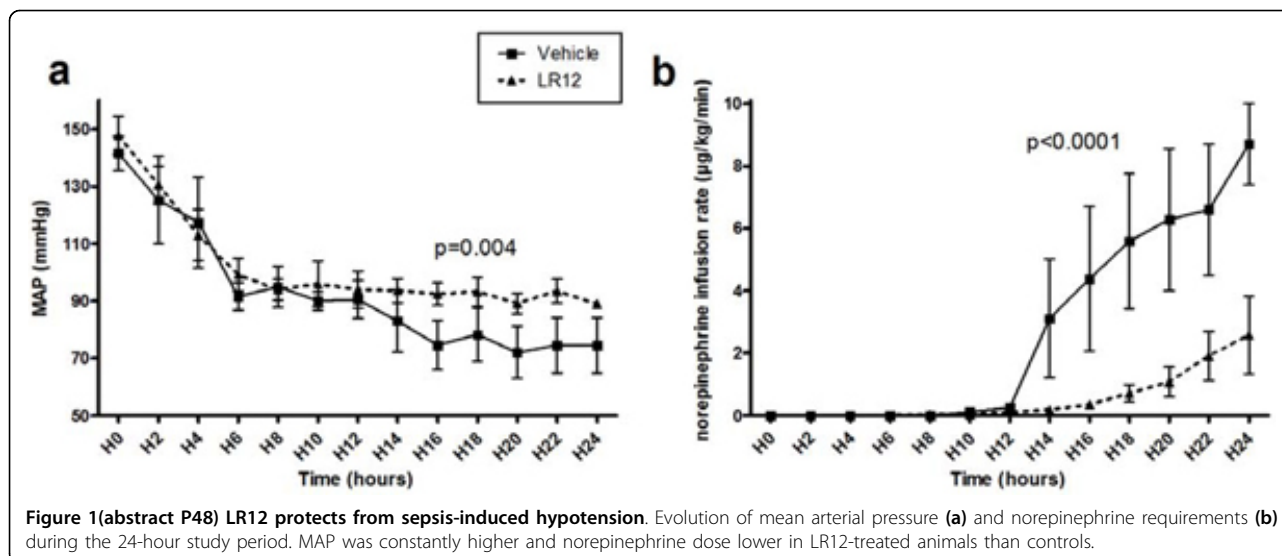 Vehicle
LR12
a
b
MAP (mmHg)
150
130
110
90
70
50
p=0.004
H0 H2 H4 H6 H8 H10 H12 H14 H16 H18 H20 H22 H24
Time (hours)
norepinephrine infusion rate (µg/kg/min)
10
8
6
4
2
0
p<0.0001
H0 H2 H4 H6 H8 H10 H12 H14 H16 H18 H20 H22 H24
Time (hours)
Figure 1(abstract P48) LR12 protects from sepsis-induced hypotension. Evolution of mean arterial pressure (a) and norepinephrine requirements (b)
during the 24-hour study period. MAP was constantly higher and norepinephrine dose lower in LR12-treated animals than controls.